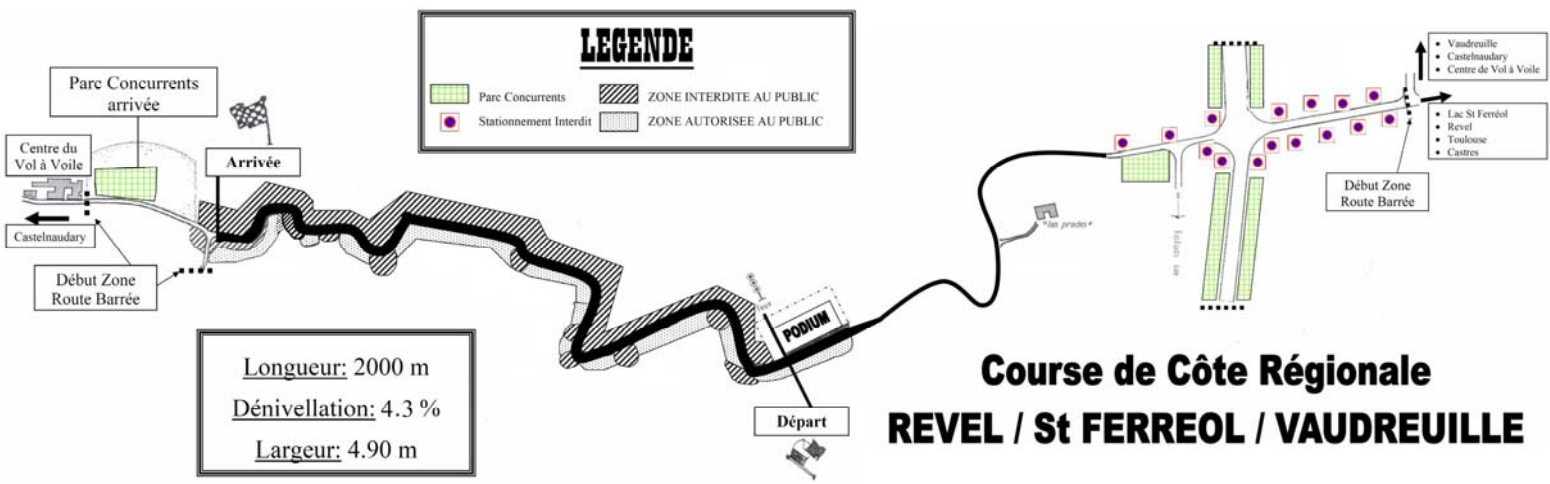 LEGENDE
Parc Concurrents
ZONE INTERDITE AU PUBLIC
Stationnement Interdit
ZONE AUTORISEE AU PUBLIC
Parc Concurrents
arrivée
Centre du
Vol à Voile
Arrivée
Castelnaudary
Début Zone
Route Barrée
Longueur: 2000 m
Dénivellation: 4.3 %
Largeur: 4.90 m
Feux
PODIUM
Départ
"las prades"
• Vaudreuille
• Castelnaudary
• Centre de Vol à Voile
• Lac St Ferréol
• Revel
• Toulouse
• Castres
Début Zone
Route Barrée
Course de Côte Régionale
REVEL / St FERREOL / VAUDREUILLE